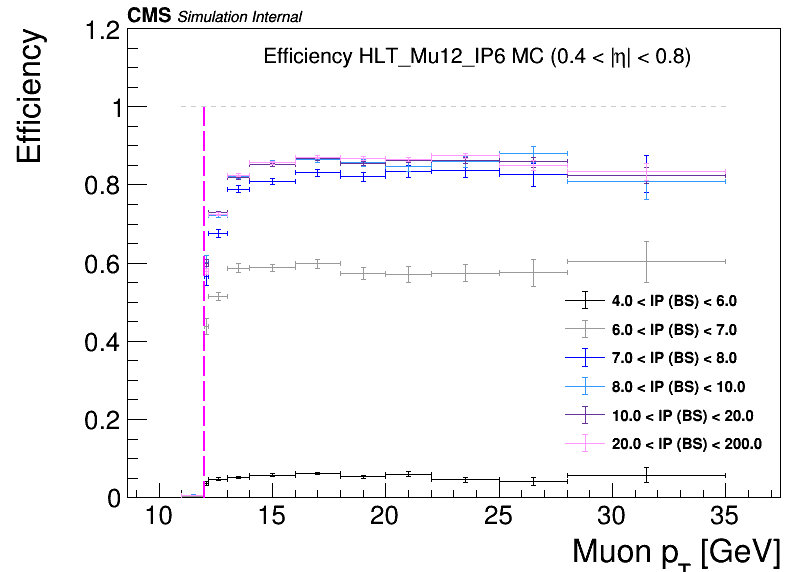 CMS Simulation Internal
Efficiency HLT_Mu12_IP6 MC (0.4 < |η| < 0.8)
Efficiency
1.2
1
0.8
0.6
0.4
0.2
0
4.0 < IP (BS) < 6.0
6.0 < IP (BS) < 7.0
7.0 < IP (BS) < 8.0
8.0 < IP (BS) < 10.0
10.0 < IP (BS) < 20.0
20.0 < IP (BS) < 200.0
10 15 20 25 30 35
Muon p_T [GeV]